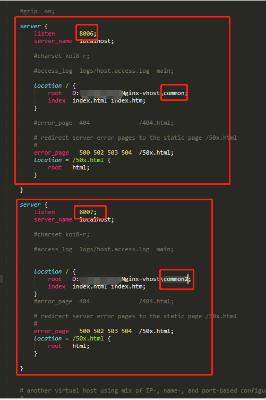 #gzip on;
server {
listen 8006;
server_name localhost;
#charset koi8-r;
#access_log logs/host.access.log main;
location / {
root D: Nginx-vhost\common;
index index.html index.htm;
}
#error_page 404 /404.html;
# redirect server error pages to the static page /50x.html
#
error_page 500 502 503 504 /50x.html;
location = /50x.html {
root html;
}
}
server {
listen 8007;
server_name localhost;
#charset koi8-r;
#access_log logs/host.access.log main;
location / {
root D: Nginx-vhost\common2;
index index.html index.htm;
}
#error_page 404 /404.html;
# redirect server error pages to the static page /50x.html
#
error_page 500 502 503 504 /50x.html;
location = /50x.html {
root html;
}
}
# another virtual host using mix of IP-, name-, and port-based configu